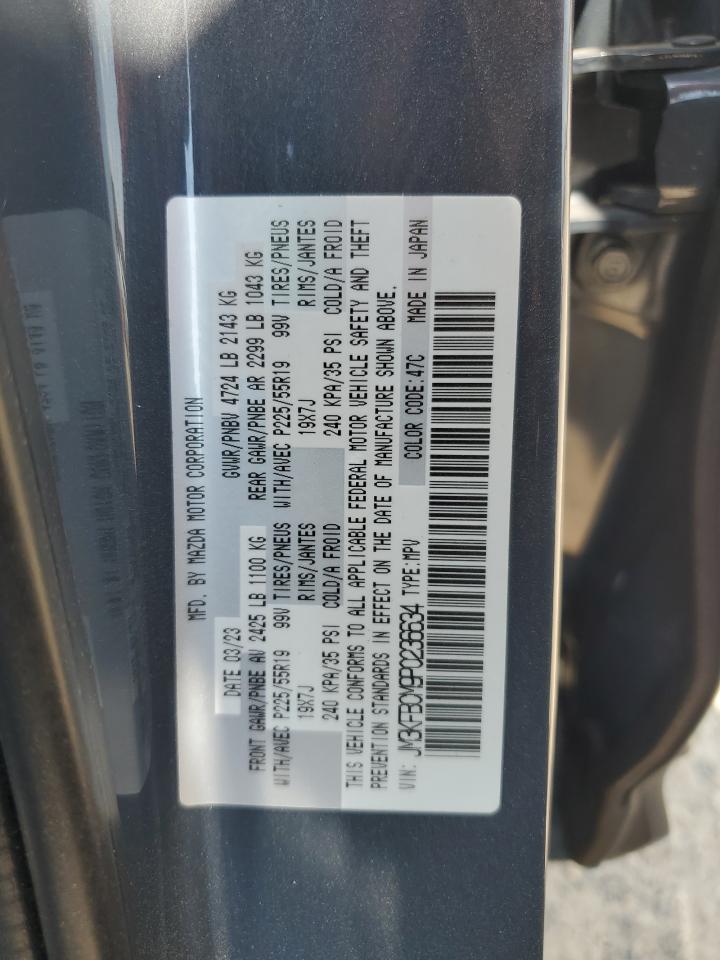 MFD. BY MAZDA MOTOR CORPORATION
DATE 03/23 GVWR/PNBV 4724 LB 2143 KG
FRONT GAWR/PNBE AV 2425 LB 1100 KG REAR GAWR/PNBE AR 2299 LB 1043 KG
WITH/AVEC P225/55R19 99V TIRES/PNEUS WITH/AVEC P225/55R19 99V TIRES/PNEUS
19X7J RIMS/JANTES 19X7J RIMS/JANTES
240 KPA/35 PSI COLD/A FROID 240 KPA/35 PSI COLD/A FROID
THIS VEHICLE CONFORMS TO ALL APPLICABLE FEDERAL MOTOR VEHICLE SAFETY AND THEFT
PREVENTION STANDARDS IN EFFECT ON THE DATE OF MANUFACTURE SHOWN ABOVE.
VIN: JM3KFBCM9P0236634 TYPE:MPV COLOR CODE:47C MADE IN JAPAN